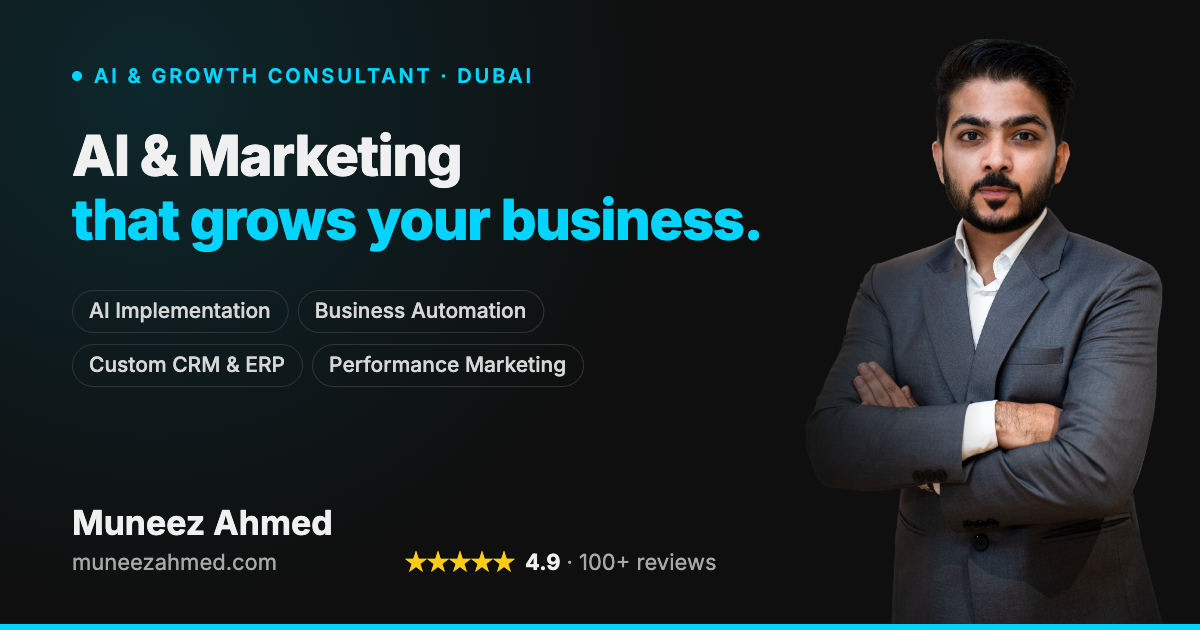 AI & GROWTH CONSULTANT · DUBAI
AI & Marketing
that grows your business.
AI Implementation
Business Automation
Custom CRM & ERP
Performance Marketing
Muneez Ahmed
muneezahmed.com
★★★★★ 4.9 · 100+ reviews